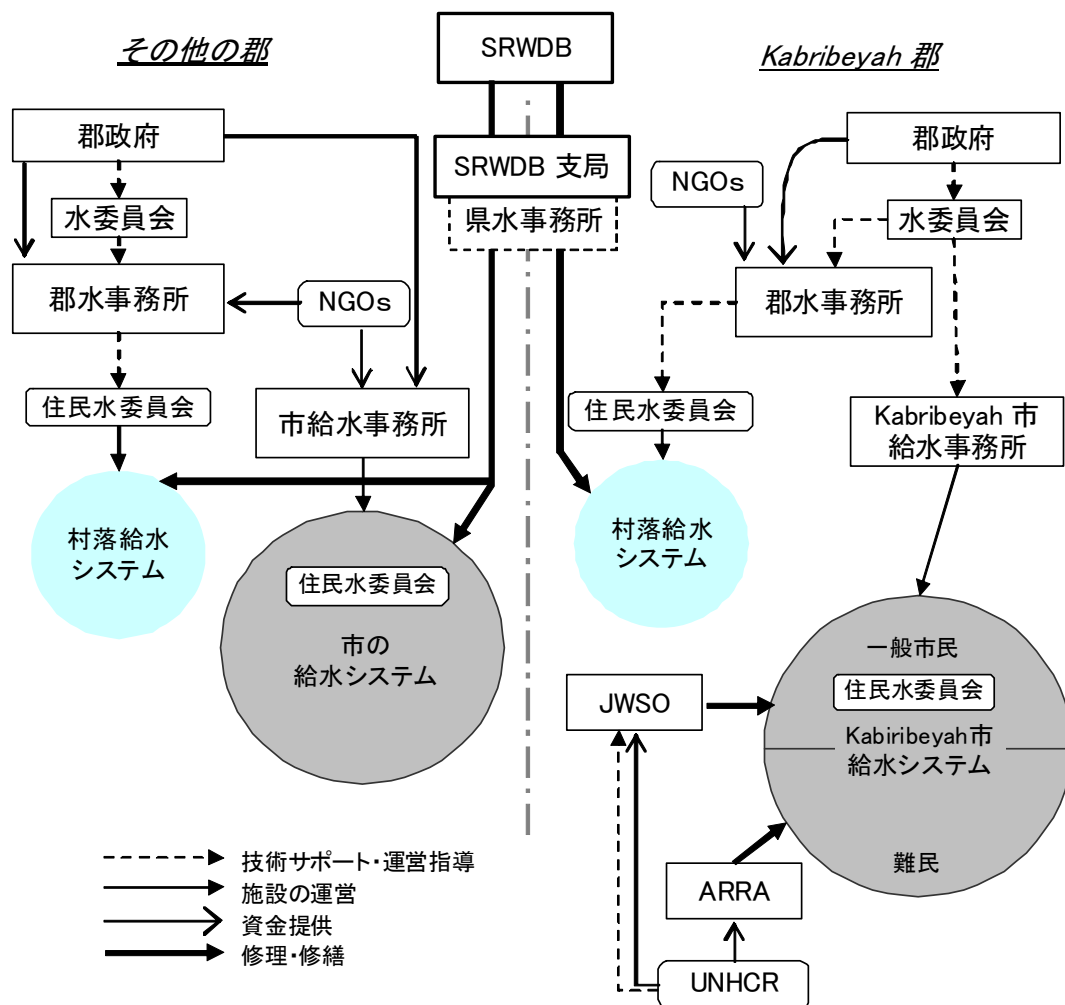 その他の郡
SRWDB
Kabribeyah 郡
郡政府
SRWDB 支局
県水事務所
郡政府
NGOs
水委員会
水委員会
郡水事務所
NGOs
郡水事務所
住民水委員会
市給水事務所
住民水委員会
Kabribeyah 市
給水事務所
村落給水
システム
村落給水
システム
住民水委員会
市の
給水システム
一般市民
住民水委員会
JWSO
Kabiribeyah市
給水システム
難民
ARRA
UNHCR
技術サポート・運営指導
施設の運営
資金提供
修理・修繕